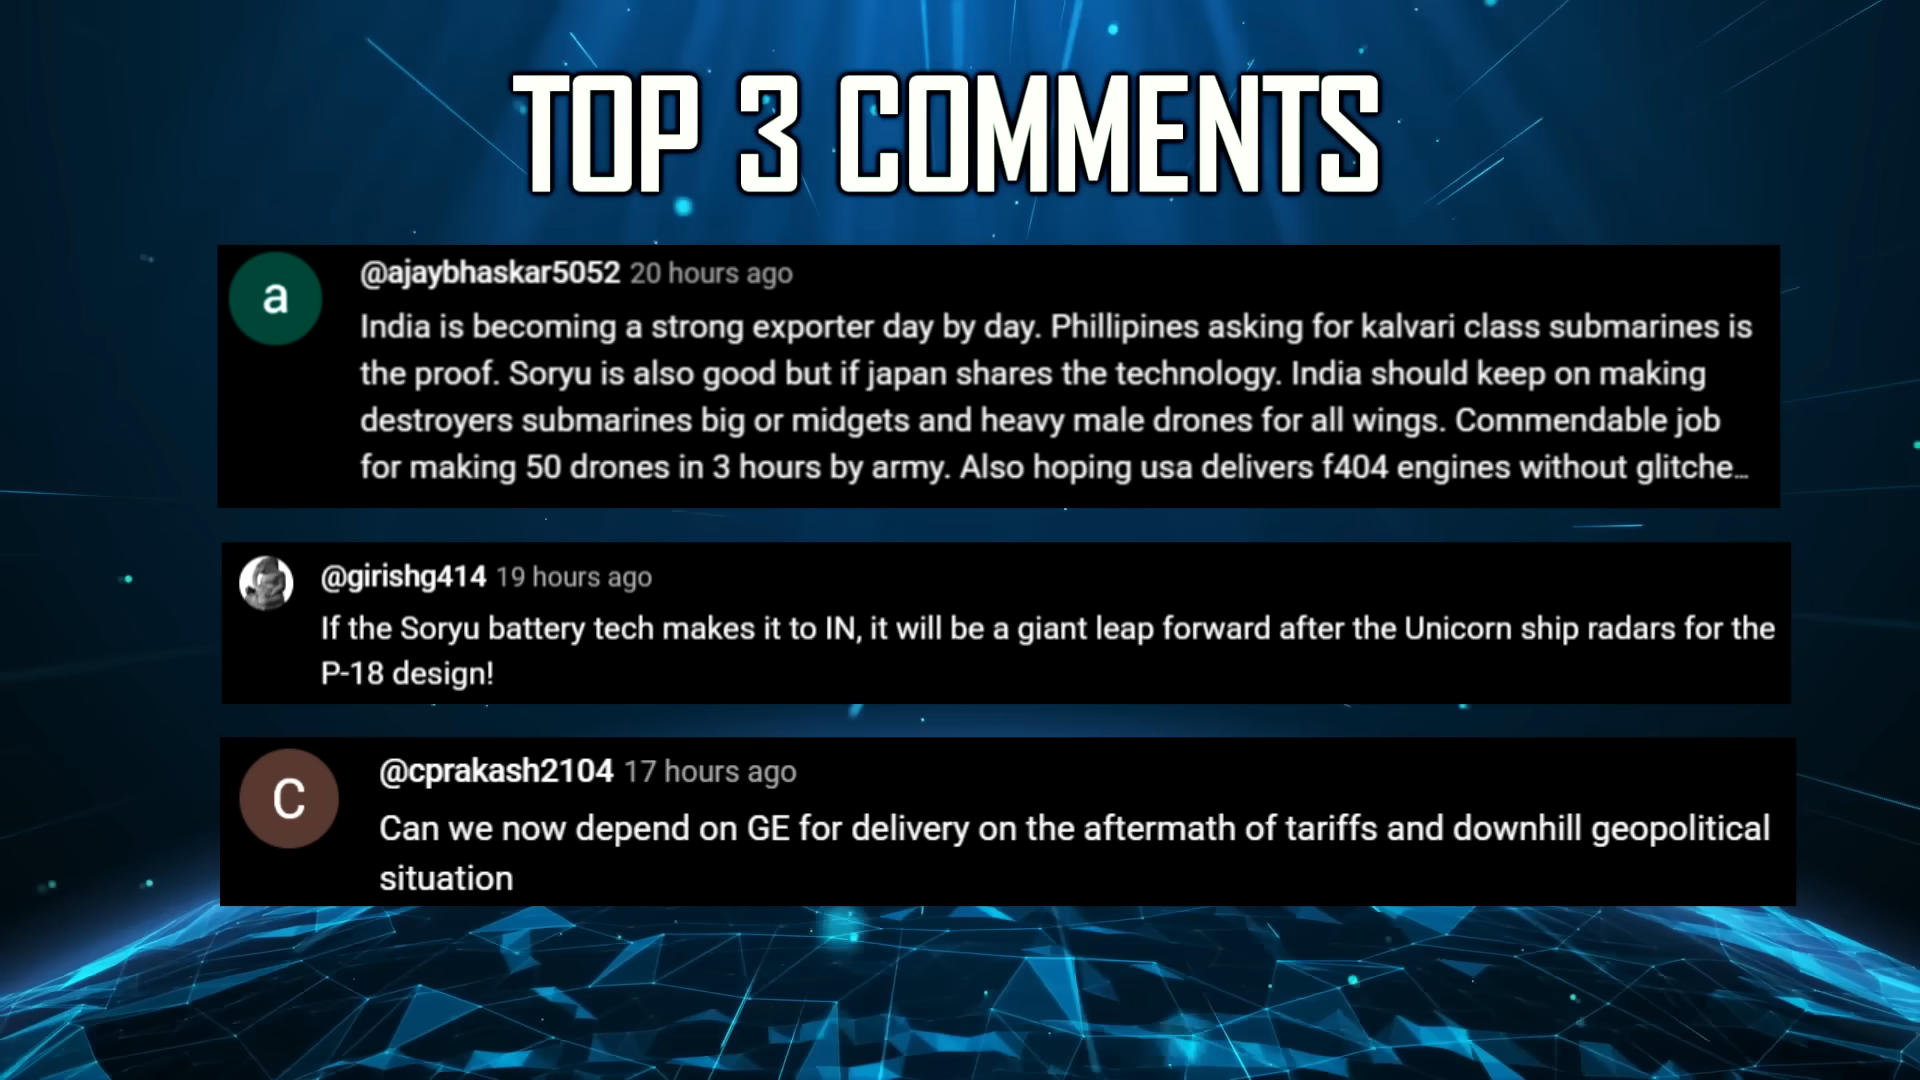 TOP 3 COMMENTS
a
@ajaybhaskar5052 20 hours ago
India is becoming a strong exporter day by day. Phillipines asking for kalvari class submarines is
the proof. Soryu is also good but if japan shares the technology. India should keep on making
destroyers submarines big or midgets and heavy male drones for all wings. Commendable job
for making 50 drones in 3 hours by army. Also hoping usa delivers f404 engines without glitche...
@girishg414 19 hours ago
If the Soryu battery tech makes it to IN, it will be a giant leap forward after the Unicorn ship radars for the
P-18 design!
C
@cprakash2104 17 hours ago
Can we now depend on GE for delivery on the aftermath of tariffs and downhill geopolitical
situation